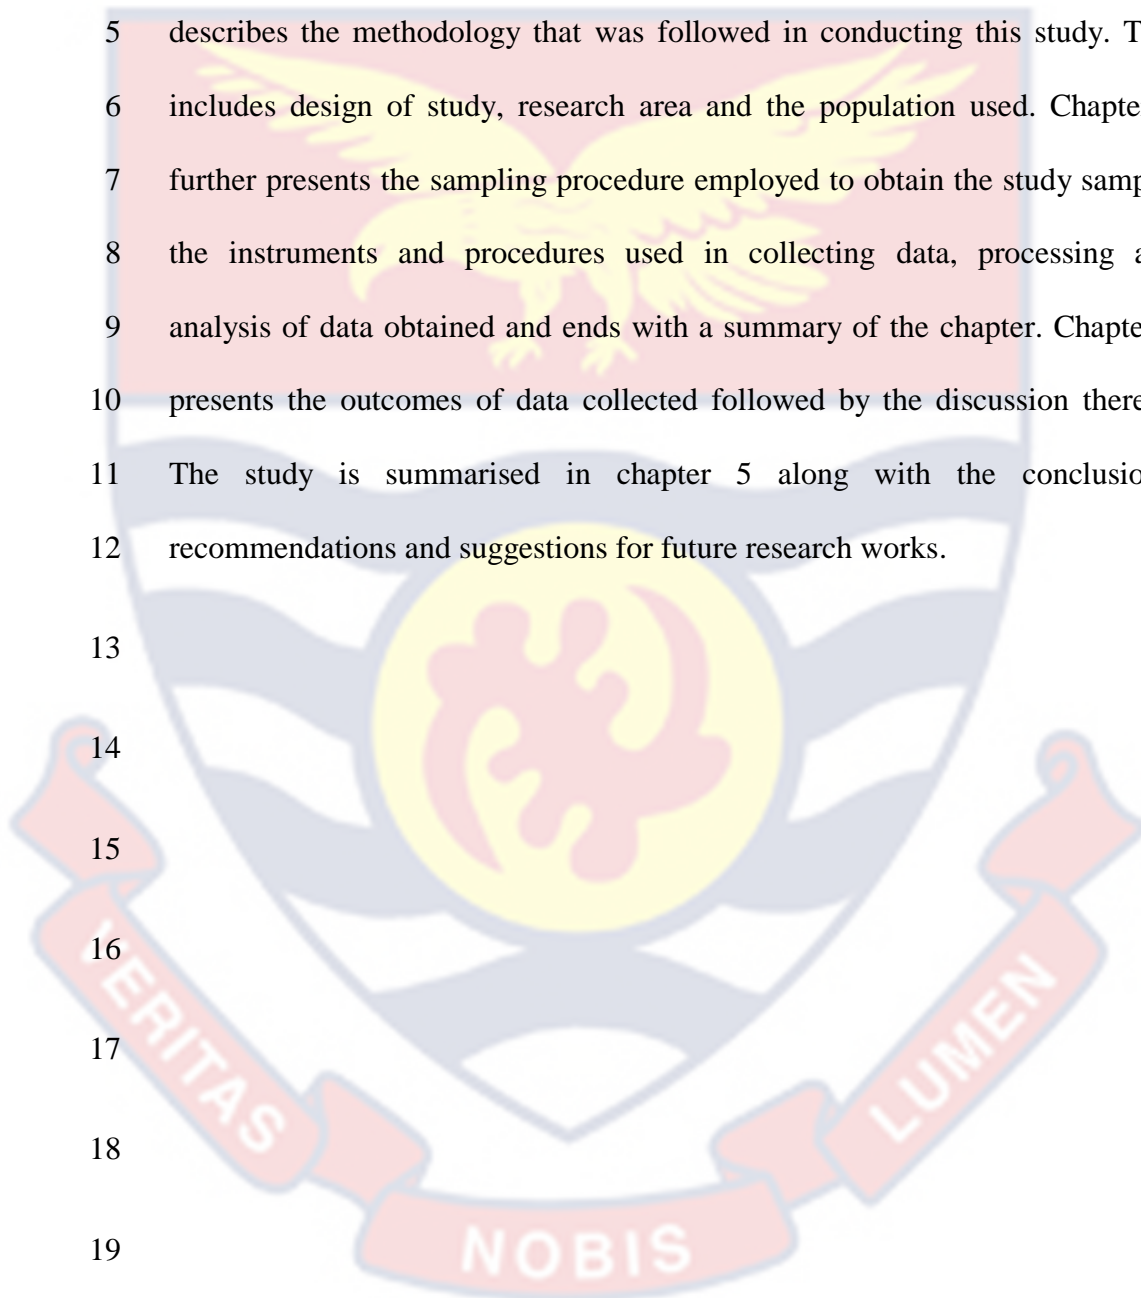 5 describes the methodology that was followed in conducting this study. T
6 includes design of study, research area and the population used. Chapter
7 further presents the sampling procedure employed to obtain the study samp
8 the instruments and procedures used in collecting data, processing a
9 analysis of data obtained and ends with a summary of the chapter. Chapter
10 presents the outcomes of data collected followed by the discussion there
11 The study is summarised in chapter 5 along with the conclusio
12 recommendations and suggestions for future research works.
13
14
15
16
17
18
19
VERITAS
NOBIS
LUMEN